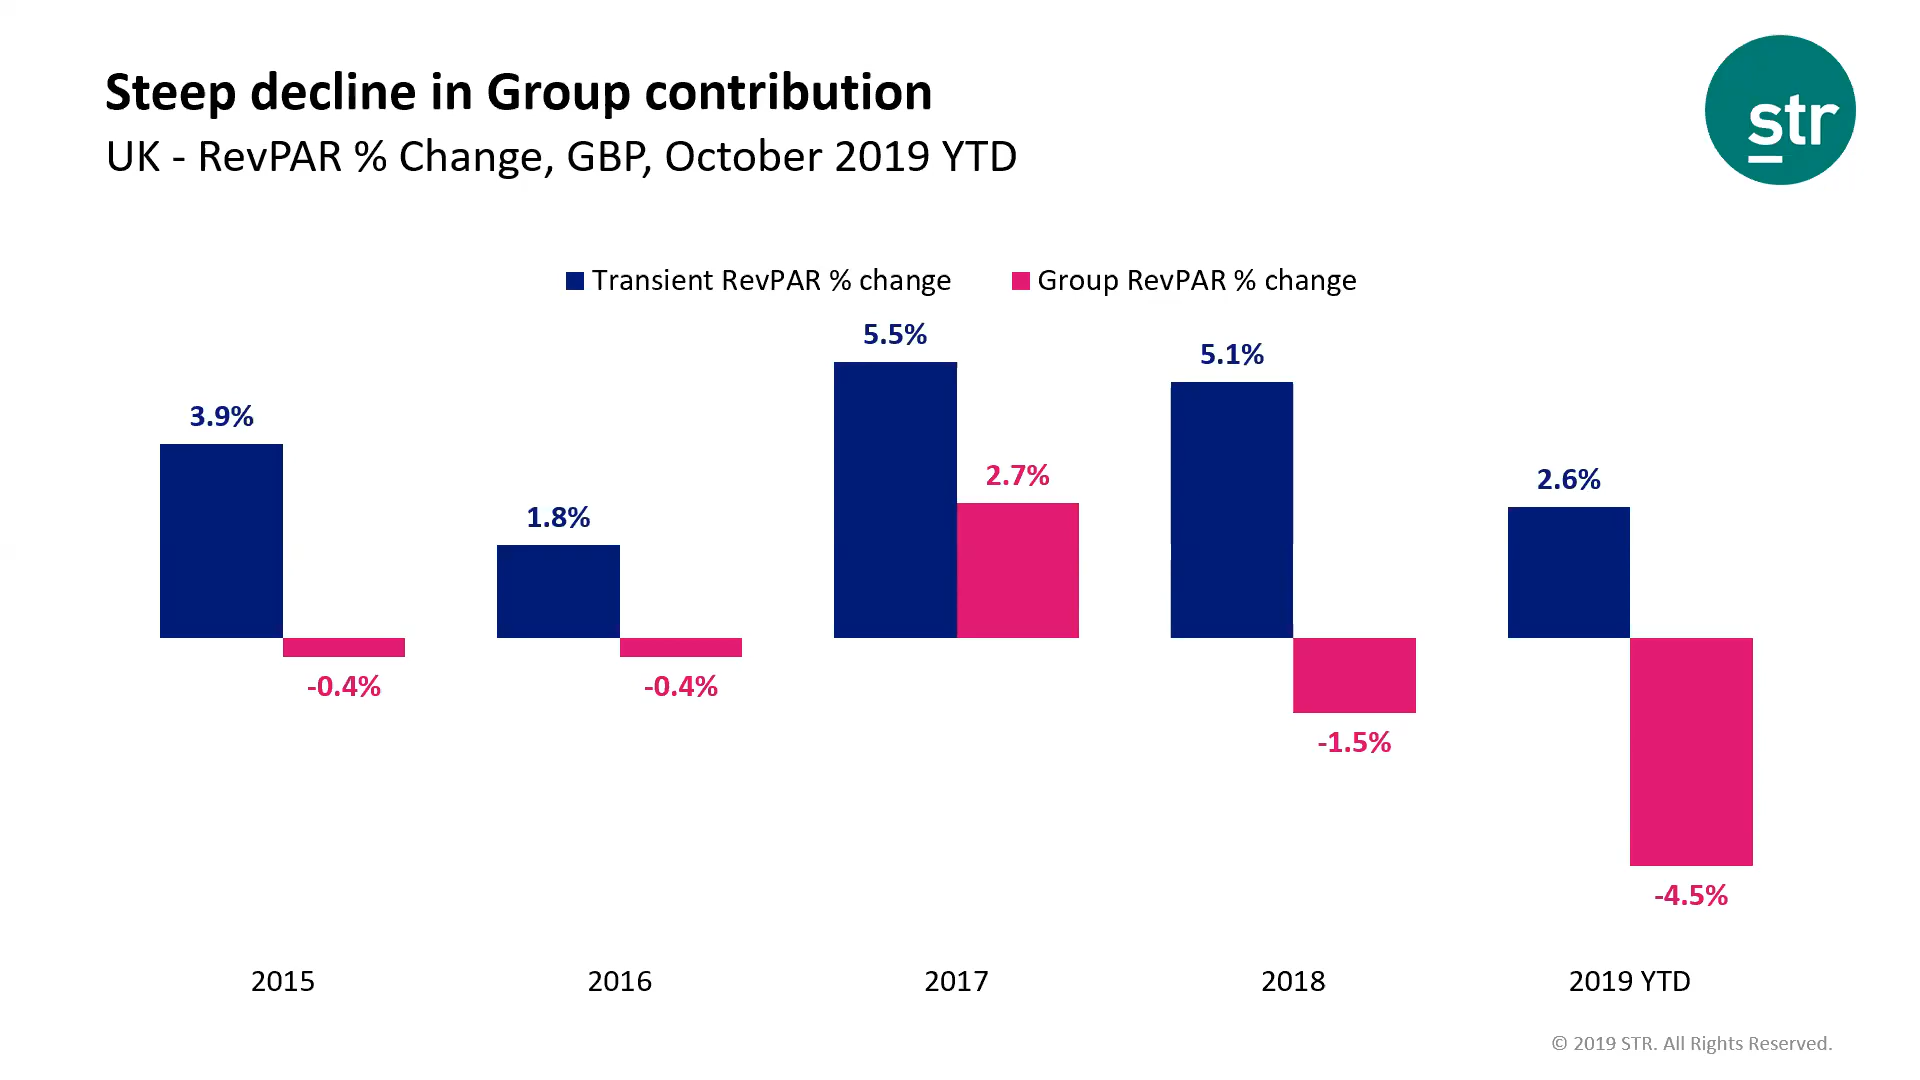 Steep decline in Group contribution
UK - RevPAR % Change, GBP, October 2019 YTD
str
Transient RevPAR % change
Group RevPAR % change
3.9%
-0.4%
1.8%
-0.4%
5.5%
2.7%
5.1%
-1.5%
2.6%
-4.5%
2015
2016
2017
2018
2019 YTD
© 2019 STR. All Rights Reserved.